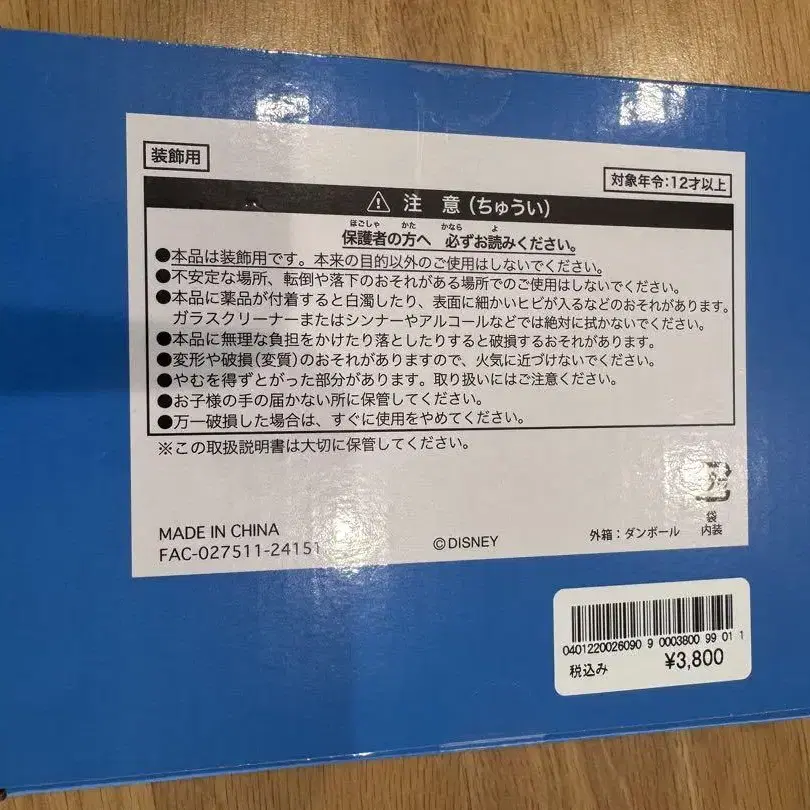 装飾用
対象年令:12才以上
⚠ 注 意(ちゅうい)
ほごしゃ かた かなら よ
保護者の方へ 必ずお読みください。
●本品は装飾用です。本来の目的以外のご使用はしないでください。
●不安定な場所、転倒や落下のおそれがある場所でのご使用はしないでください。
●本品に薬品が付着すると白濁したり、表面に細かいヒビが入るなどのおそれがあります。
ガラスクリーナーまたはシンナーやアルコールなどでは絶対に拭かないでください。
●本品に無理な負担をかけたり落としたりすると破損するおそれがあります。
●変形や破損(変質)のおそれがありますので、火気に近づけないでください。
●やむを得ずとがった部分があります。取り扱いにはご注意ください。
●お子様の手の届かない所に保管してください。
●万一破損した場合は、すぐに使用をやめてください。
※この取扱説明書は大切に保管してください。
プラ
袋
内装
外箱:ダンボール
MADE IN CHINA
FAC-027511-24151
©DISNEY
0401220026090 9 0003800 99 01 1
税込み ¥3,800